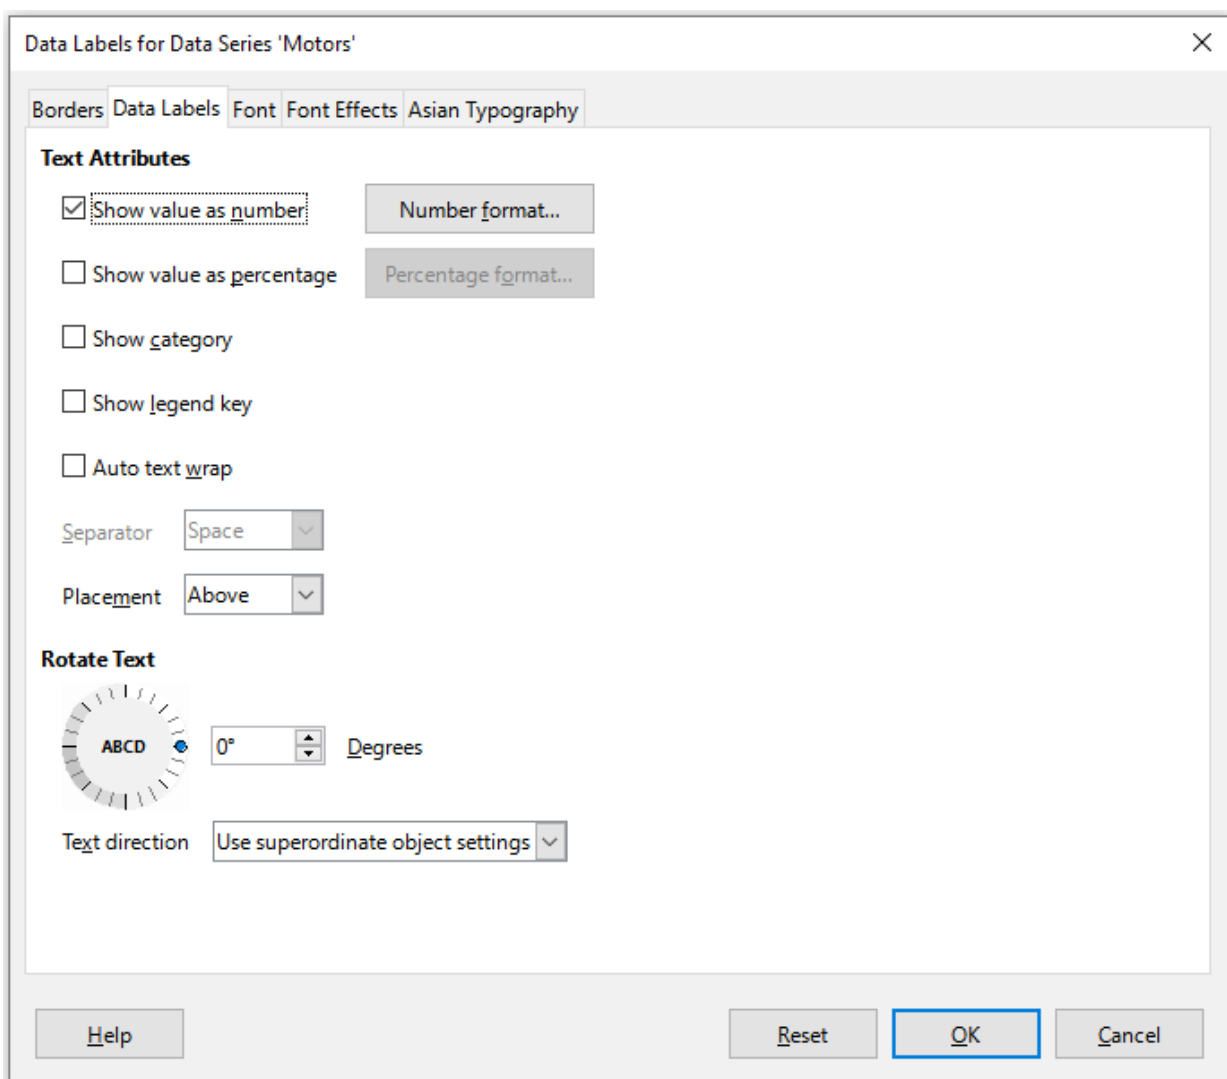 Data Labels for Data Series 'Motors'
Borders Data Labels Font Font Effects Asian Typography
Text Attributes
Show value as number Number format...
Show value as percentage Percentage format...
Show category
Show legend key
Auto text wrap
Separator Space
Placement Above
Rotate Text
ABCD 0° Degrees
Text direction Use superordinate object settings
Help Reset OK Cancel